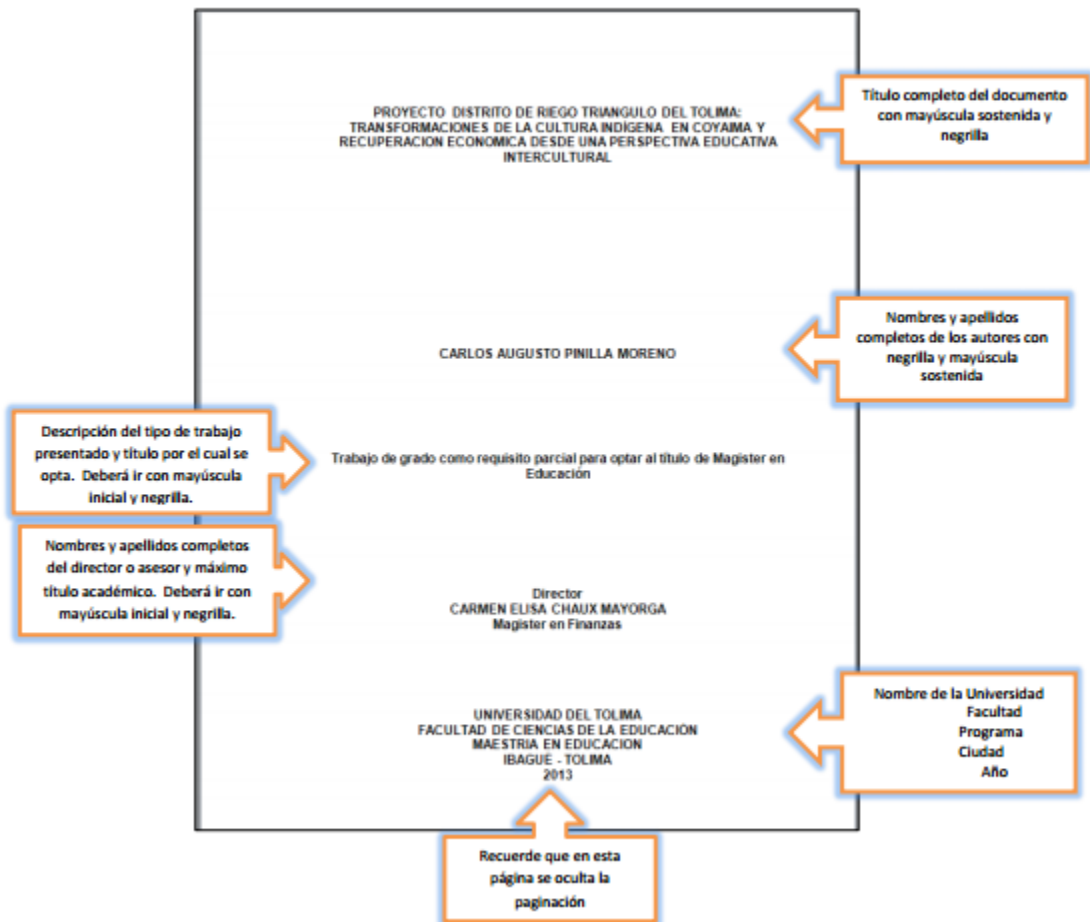 PROYECTO DISTRITO DE RIEGO TRIANGULO DEL TOLIMA:
TRANSFORMACIONES DE LA CULTURA INDÍGENA EN COYAIMA Y
RECUPERACION ECONOMICA DESDE UNA PERSPECTIVA EDUCATIVA
INTERCULTURAL
Título completo del documento
con mayúscula sostenida y
negrilla
CARLOS AUGUSTO PINILLA MORENO
Nombres y apellidos
completos de los autores con
negrilla y mayúscula
sostenida
Descripción del tipo de trabajo
presentado y título por el cual se
opta. Deberá ir con mayúscula
inicial y negrilla.
Trabajo de grado como requisito parcial para optar al título de Magister en
Educación
Nombres y apellidos completos
del director o asesor y máximo
título académico. Deberá ir con
mayúscula inicial y negrilla.
Director
CARMEN ELISA CHAUX MAYORGA
Magister en Finanzas
UNIVERSIDAD DEL TOLIMA
FACULTAD DE CIENCIAS DE LA EDUCACIÓN
MAESTRIA EN EDUCACION
IBAGUE - TOLIMA
2013
Nombre de la Universidad
Facultad
Programa
Ciudad
Año
Recuerde que en esta
página se oculta la
paginación